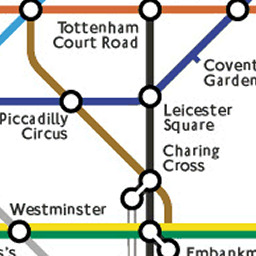 Tottenham
Court Road
Covent
Garden
Piccadilly
Circus
Leicester
Square
Charing
Cross
Westminster